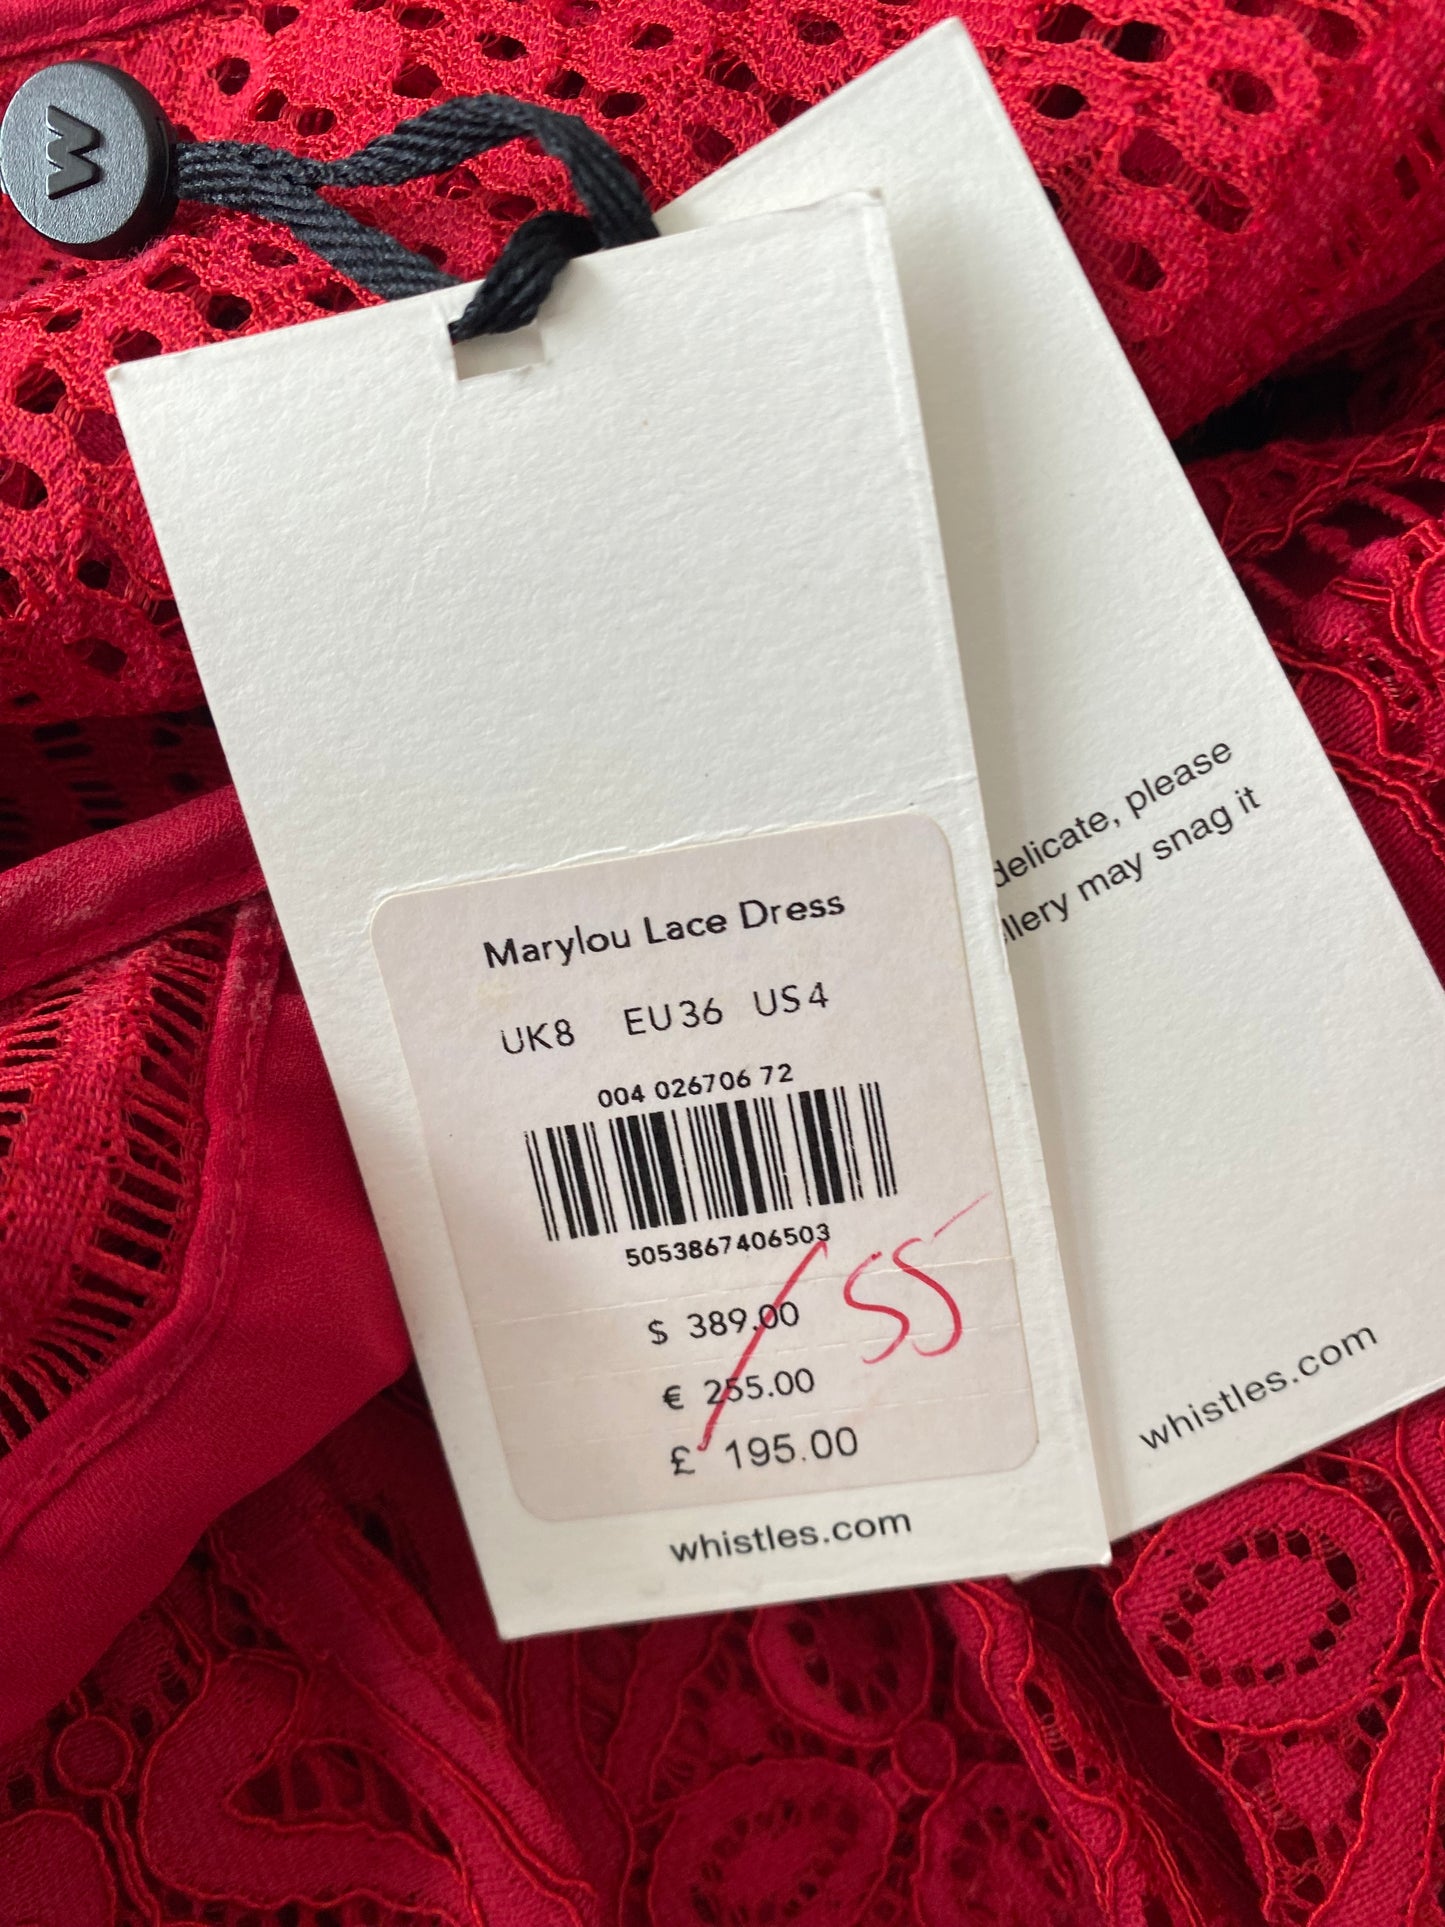 W
Marylou Lace Dress
UK8 EU36 US4
004 026706 72
5053867406503
$ 389.00
55
€ 255.00
£ 195.00
whistles.com
delicate, please
may snag it
whistles.com